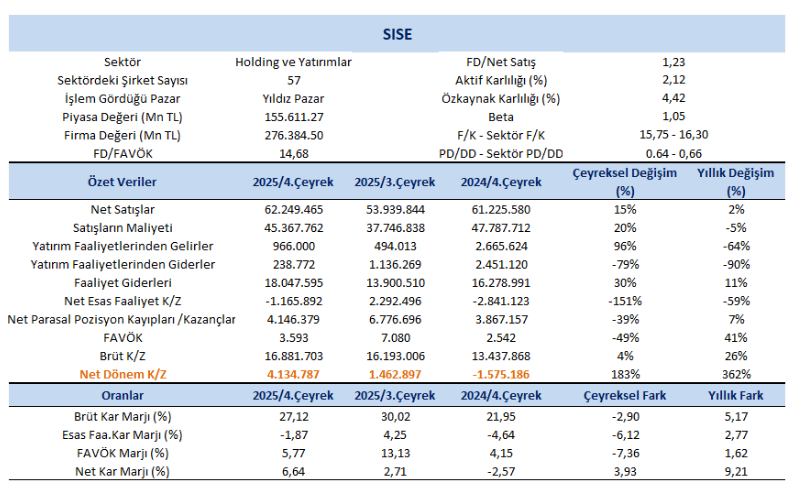 SISE
Sektör Holding ve Yatırımlar FD/Net Satış 1,23
Sektördeki Şirket Sayısı 57 Aktif Karlılığı (%) 2,12
İşlem Gördüğü Pazar Yıldız Pazar Özkaynak Karlılığı (%) 4,42
Piyasa Değeri (Mn TL) 155.611.27 Beta 1,05
Firma Değeri (Mn TL) 276.384.50 F/K - Sektör F/K 15,75 - 16,30
FD/FAVÖK 14,68 PD/DD - Sektör PD/DD 0.64 - 0,66
Özet Veriler 2025/4.Çeyrek 2025/3.Çeyrek 2024/4.Çeyrek Çeyreksel Değişim (%) Yıllık Değişim (%)
Net Satışlar 62.249.465 53.939.844 61.225.580 15% 2%
Satışların Maliyeti 45.367.762 37.746.838 47.787.712 20% -5%
Yatırım Faaliyetlerinden Gelirler 966.000 494.013 2.665.624 96% -64%
Yatırım Faaliyetlerinden Giderler 238.772 1.136.269 2.451.120 -79% -90%
Faaliyet Giderleri 18.047.595 13.900.510 16.278.991 30% 11%
Net Esas Faaliyet K/Z -1.165.892 2.292.496 -2.841.123 -151% -59%
Net Parasal Pozisyon Kayıpları /Kazançlar 4.146.379 6.776.696 3.867.157 -39% 7%
FAVÖK 3.593 7.080 2.542 -49% 41%
Brüt K/Z 16.881.703 16.193.006 13.437.868 4% 26%
Net Dönem K/Z 4.134.787 1.462.897 -1.575.186 183% 362%
Oranlar 2025/4.Çeyrek 2025/3.Çeyrek 2024/4.Çeyrek Çeyreksel Fark Yıllık Fark
Brüt Kar Marjı (%) 27,12 30,02 21,95 -2,90 5,17
Esas Faa.Kar Marjı (%) -1,87 4,25 -4,64 -6,12 2,77
FAVÖK Marjı (%) 5,77 13,13 4,15 -7,36 1,62
Net Kar Marjı (%) 6,64 2,71 -2,57 3,93 9,21